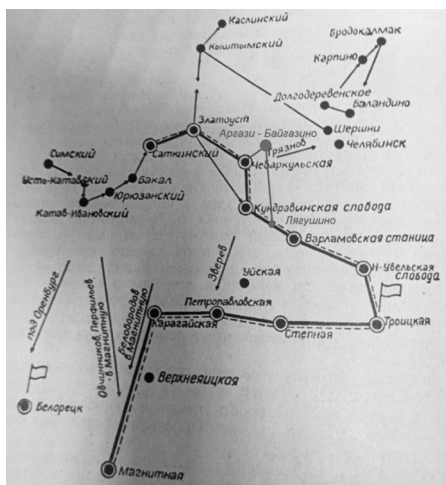 Каслинский
Кыштымский
Бродокалмак
Карпино
Долгодеревенское
Баландино
Шершни
Челябинск
Златоуст
Аргази - Байгазино
Грязнов
Саткинский
Чебаркульская
Симский
Усть-Катавский
Бакал
Юрюзанский
Катав-Ивановский
Кундравинская слобода
Лягушино
Варламовская станица
Н-Увельская
слобода
Зверев
Уйская
Петропавловская
Карагайская
Степная
Троицкая
под Оренбург
Овчинников, Перфильев,
в Магнитную
Белобородов
в Магнитную
Верхнеяицкая
Белорецк
Магнитная